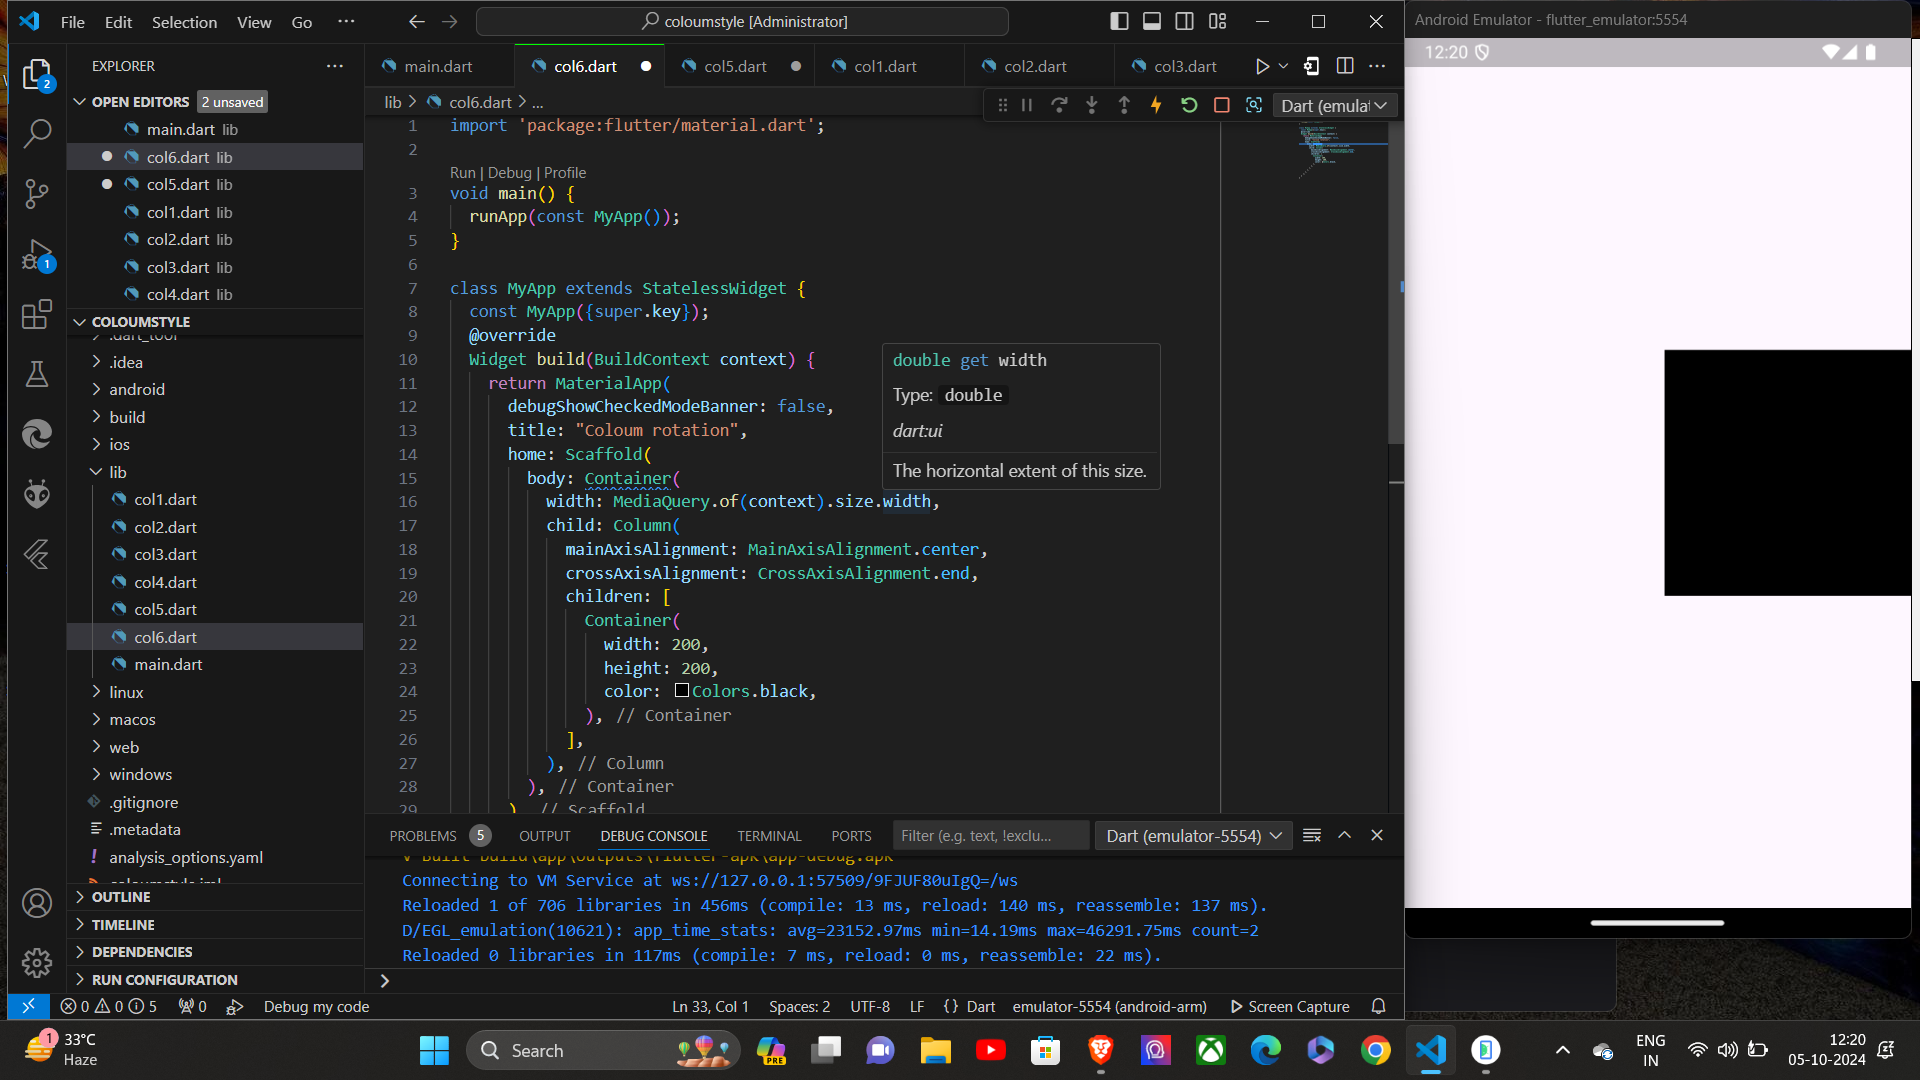 File Edit Selection View Go ···
coloumstyle [Administrator]
Android Emulator - flutter_emulator:5554
EXPLORER
main.dart
col6.dart
col5.dart
col1.dart
col2.dart
col3.dart
12:20
OPEN EDITORS 2 unsaved
lib > col6.dart > ...
Dart (emulat
main.dart lib
col6.dart lib
col5.dart lib
col1.dart lib
col2.dart lib
col3.dart lib
col4.dart lib
COLOUMSTYLE
.dart_tool
.idea
android
build
ios
lib
col1.dart
col2.dart
col3.dart
col4.dart
col5.dart
col6.dart
main.dart
linux
macos
web
windows
.gitignore
.metadata
analysis_options.yaml
coloumstyle.iml
OUTLINE
TIMELINE
DEPENDENCIES
RUN CONFIGURATION
2
1
1 import 'package:flutter/material.dart';
2
Run | Debug | Profile
3 void main() {
4 runApp(const MyApp());
5 }
6
7 class MyApp extends StatelessWidget {
8 const MyApp({super.key});
9 @override
10 Widget build(BuildContext context) {
11 return MaterialApp(
12 debugShowCheckedModeBanner: false,
13 title: "Coloum rotation",
14 home: Scaffold(
15 body: Container(
16 width: MediaQuery.of(context).size.width,
17 child: Column(
18 mainAxisAlignment: MainAxisAlignment.center,
19 crossAxisAlignment: CrossAxisAlignment.end,
20 children: [
21 Container(
22 width: 200,
23 height: 200,
24 color: Colors.black,
25 ), // Container
26 ],
27 ), // Column
28 ), // Container
29 ) // Scaffold
double get width
Type: double
dart:ui
The horizontal extent of this size.
PROBLEMS 5 OUTPUT DEBUG CONSOLE TERMINAL PORTS Filter (e.g. text, !exclu... Dart (emulator-5554)
√ Built build\app\outputs\flutter-apk\app-debug.apk
Connecting to VM Service at ws://127.0.0.1:57509/9FJUF80uIgQ=/ws
Reloaded 1 of 706 libraries in 456ms (compile: 13 ms, reload: 140 ms, reassemble: 137 ms).
D/EGL_emulation(10621): app_time_stats: avg=23152.97ms min=14.19ms max=46291.75ms count=2
Reloaded 0 libraries in 117ms (compile: 7 ms, reload: 0 ms, reassemble: 22 ms).
0 0 5 0 Debug my code Ln 33, Col 1 Spaces: 2 UTF-8 LF {} Dart emulator-5554 (android-arm) Screen Capture
1
33°C
Haze
Search
PRE
ENG
IN
12:20
05-10-2024